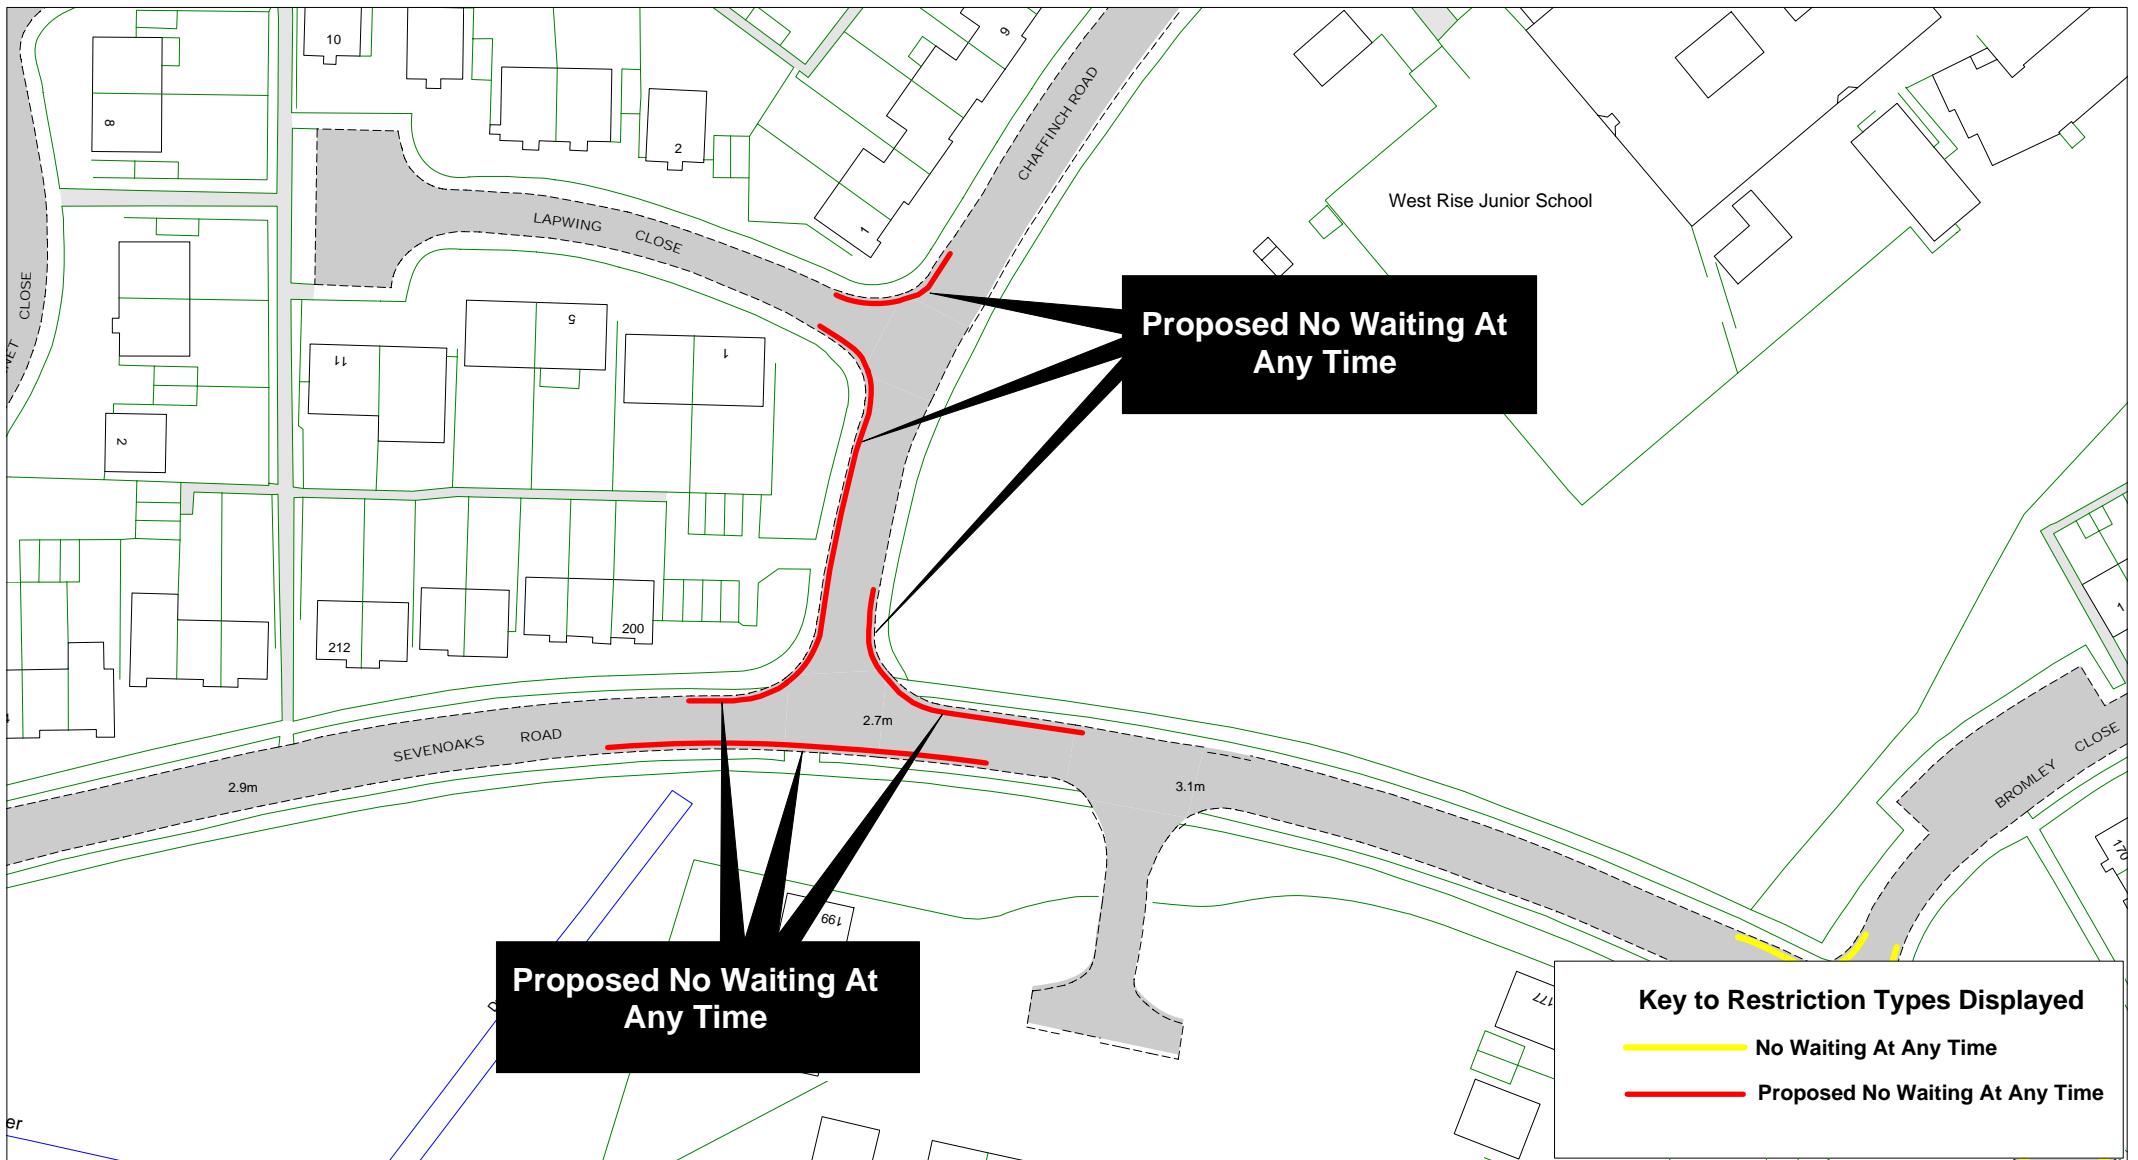 10
9
8
2
CHAFFINCH ROAD
West Rise Junior School
LAPWING CLOSE
1
CLOSE
Proposed No Waiting At
Any Time
5
1
11
2
1
200
212
2.7m
SEVENOAKS ROAD
2.9m
3.1m
BROMLEY CLOSE
170
199
Proposed No Waiting At
Any Time
177
Key to Restriction Types Displayed
No Waiting At Any Time
Proposed No Waiting At Any Time
er